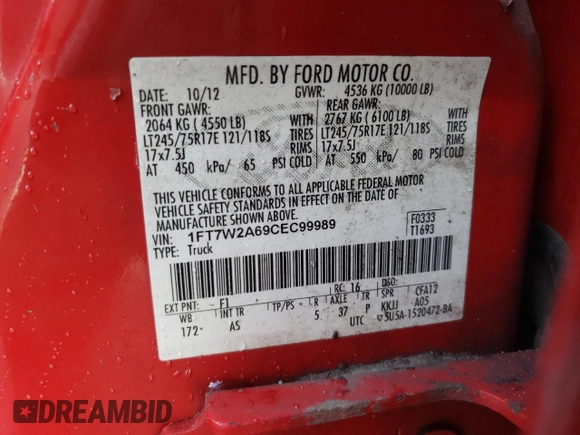 MFD. BY FORD MOTOR CO.
DATE: 10/12 GVWR: 4536 KG (10000 LB)
FRONT GAWR: REAR GAWR:
2064 KG ( 4550 LB) 2767 KG ( 6100 LB)
LT245/75R17E 121/118S TIRES LT245/75R17E 121/118S TIRES
17x7.5J RIMS 17x7.5J RIMS
AT 450 kPa/ 65 PSI COLD AT 550 kPa/ 80 PSI COLD
THIS VEHICLE CONFORMS TO ALL APPLICABLE FEDERAL MOTOR
VEHICLE SAFETY STANDARDS IN EFFECT ON THE DATE OF
MANUFACTURE SHOWN ABOVE.
VIN: 1FT7W2A69CEC99989 F0333
TYPE: Truck T1693
EXT PNT: F1 RC: 16 DSO:
WB INT TR TP/PS R AXLE TR SPR CFA12
172 AS 5 37 P KKJJ A05
UTC ▽5U5A-1520472-BA
DREAMBID